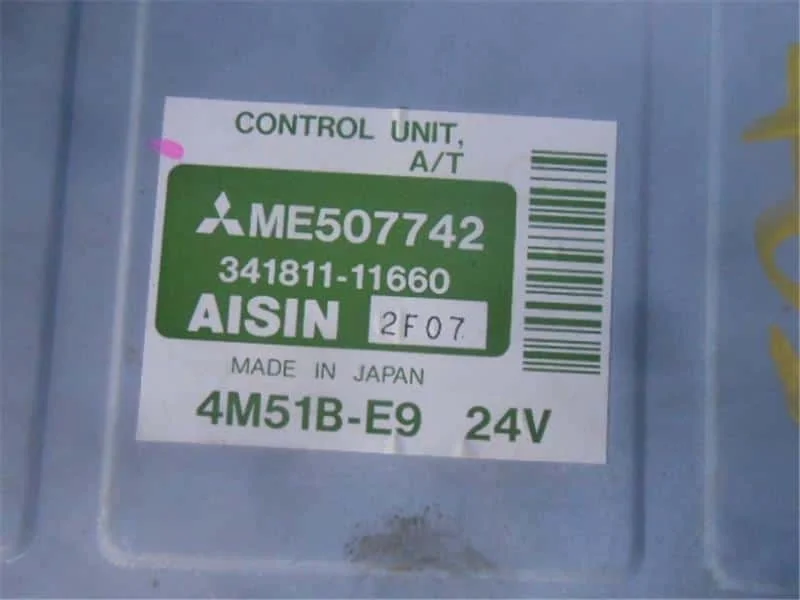 CONTROL UNIT,
A/T
ME507742
341811-11660
AISIN 2F07
MADE IN JAPAN
4M51B-E9 24V